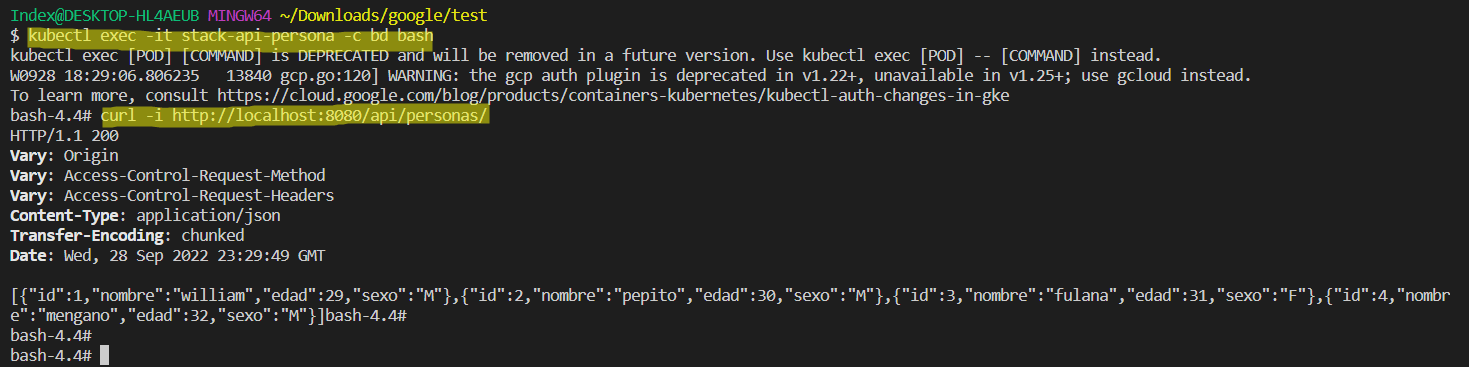 Index@DESKTOP-HL4AEUB MINGW64 ~/Downloads/google/test
$ kubectl exec -it stack-api-persona -c bd bash
kubectl exec [POD] [COMMAND] is DEPRECATED and will be removed in a future version. Use kubectl exec [POD] -- [COMMAND] instead.
W0928 18:29:06.806235   13840 gcp.go:120] WARNING: the gcp auth plugin is deprecated in v1.22+, unavailable in v1.25+; use gcloud instead.
To learn more, consult https://cloud.google.com/blog/products/containers-kubernetes/kubectl-auth-changes-in-gke
bash-4.4# curl -i http://localhost:8080/api/personas/
HTTP/1.1 200
Vary: Origin
Vary: Access-Control-Request-Method
Vary: Access-Control-Request-Headers
Content-Type: application/json
Transfer-Encoding: chunked
Date: Wed, 28 Sep 2022 23:29:49 GMT

[{"id":1,"nombre":"william","edad":29,"sexo":"M"},{"id":2,"nombre":"pepito","edad":30,"sexo":"M"},{"id":3,"nombre":"fulana","edad":31,"sexo":"F"},{"id":4,"nombr
e":"mengano","edad":32,"sexo":"M"}]bash-4.4#
bash-4.4#
bash-4.4#